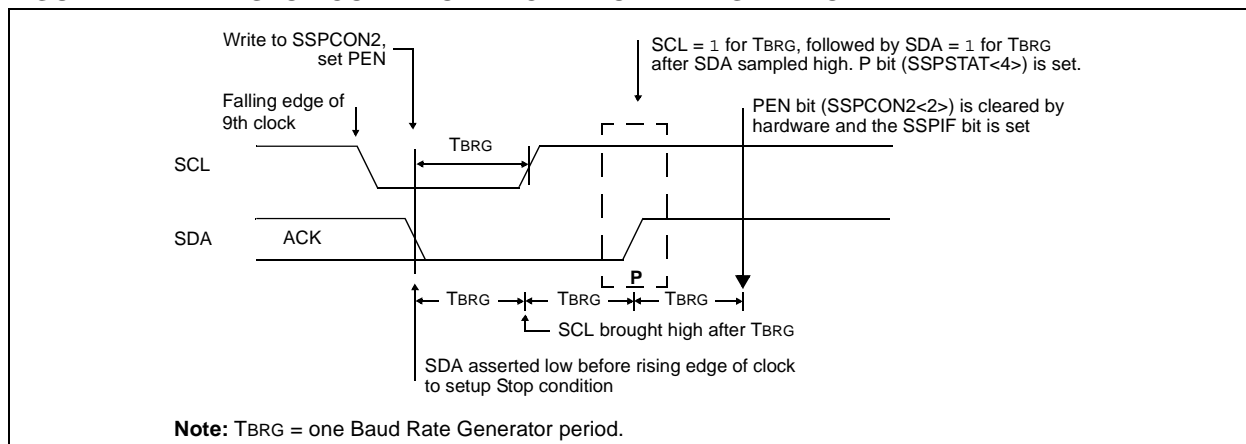 Write to SSPCON2,
set PEN
SCL = 1 for TBRG, followed by SDA = 1 for TBRG
after SDA sampled high. P bit (SSPSTAT<4>) is set.
Falling edge of
9th clock
PEN bit (SSPCON2<2>) is cleared by
hardware and the SSPIF bit is set
TBRG
SCL
SDA
ACK
P
TBRG
TBRG
TBRG
SCL brought high after TBRG
SDA asserted low before rising edge of clock
to setup Stop condition
Note: TBRG = one Baud Rate Generator period.